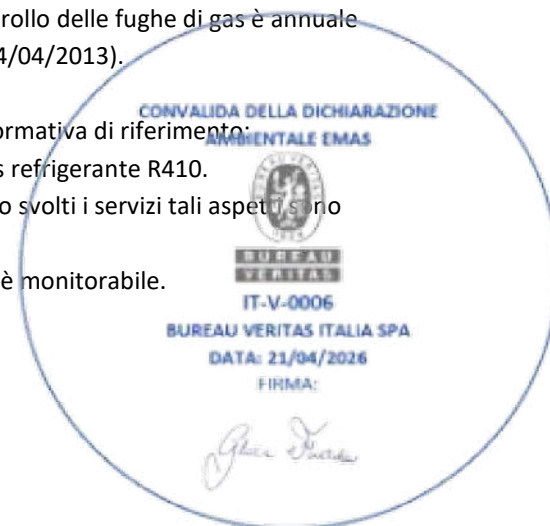 rollo delle fughe di gas è annuale
4/04/2013).
ormativa di riferimento:
s refrigerante R410.
o svolti i servizi tali aspetti sono
è monitorabile.
CONVALIDA DELLA DICHIARAZIONE
AMBIENTALE EMAS
BUREAU
VERITAS
IT-V-0006
BUREAU VERITAS ITALIA SPA
DATA: 21/04/2026
FIRMA: